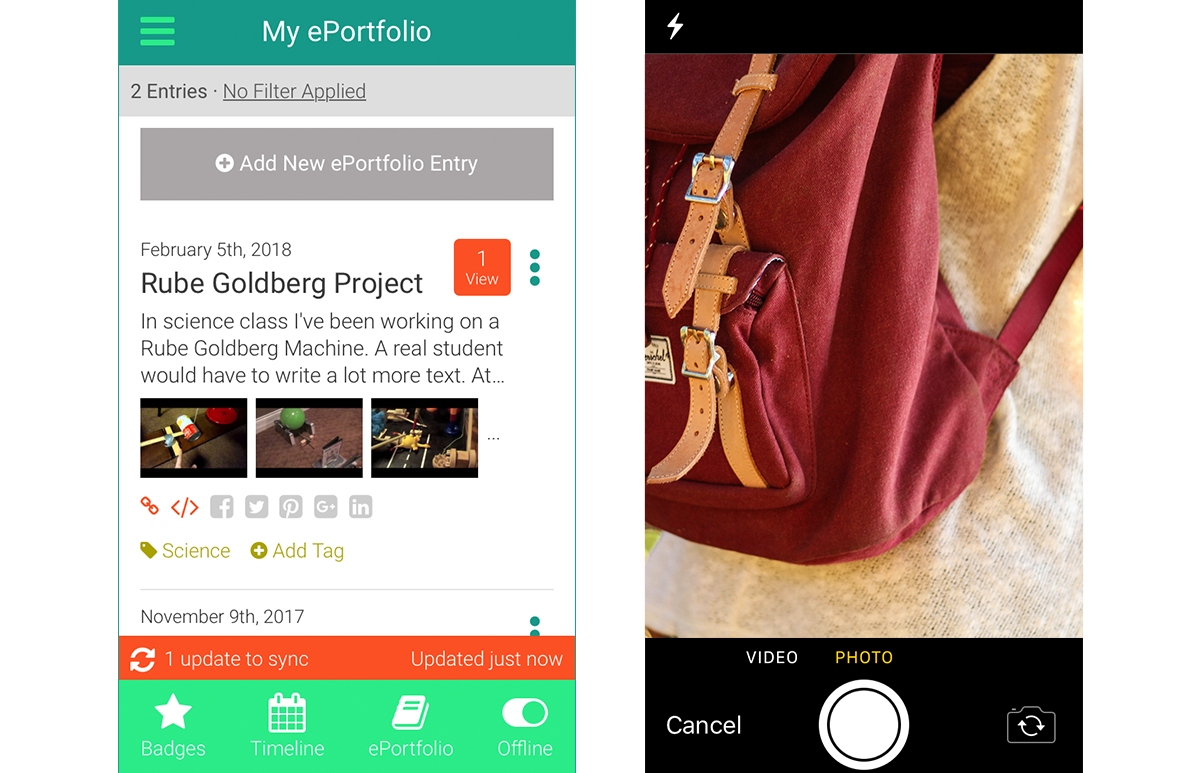 My ePortfolio
2 Entries · No Filter Applied
Add New ePortfolio Entry
February 5th, 2018
1
View
Rube Goldberg Project
In science class I've been working on a
Rube Goldberg Machine. A real student
would have to write a lot more text. At...
...
Science
Add Tag
November 9th, 2017
1 update to sync
Updated just now
Badges
Timeline
ePortfolio
Offline
VIDEO
PHOTO
Cancel